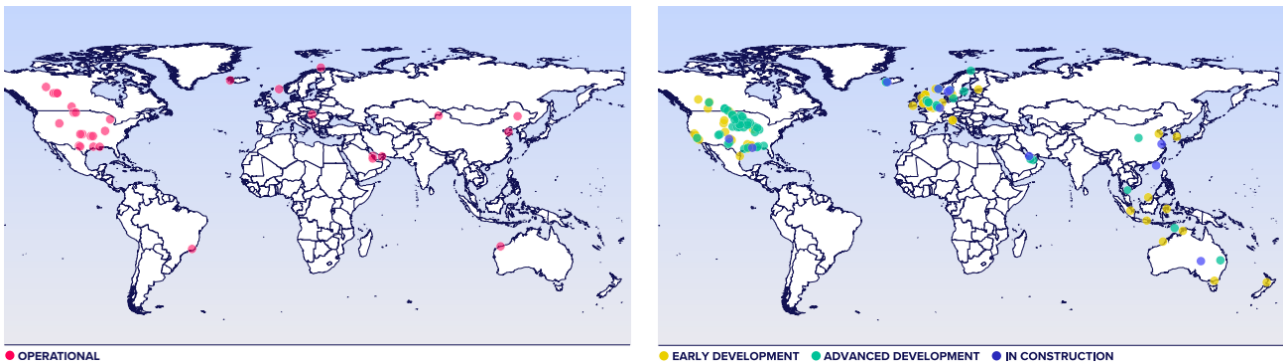 OPERATIONAL
EARLY DEVELOPMENT ADVANCED DEVELOPMENT IN CONSTRUCTION